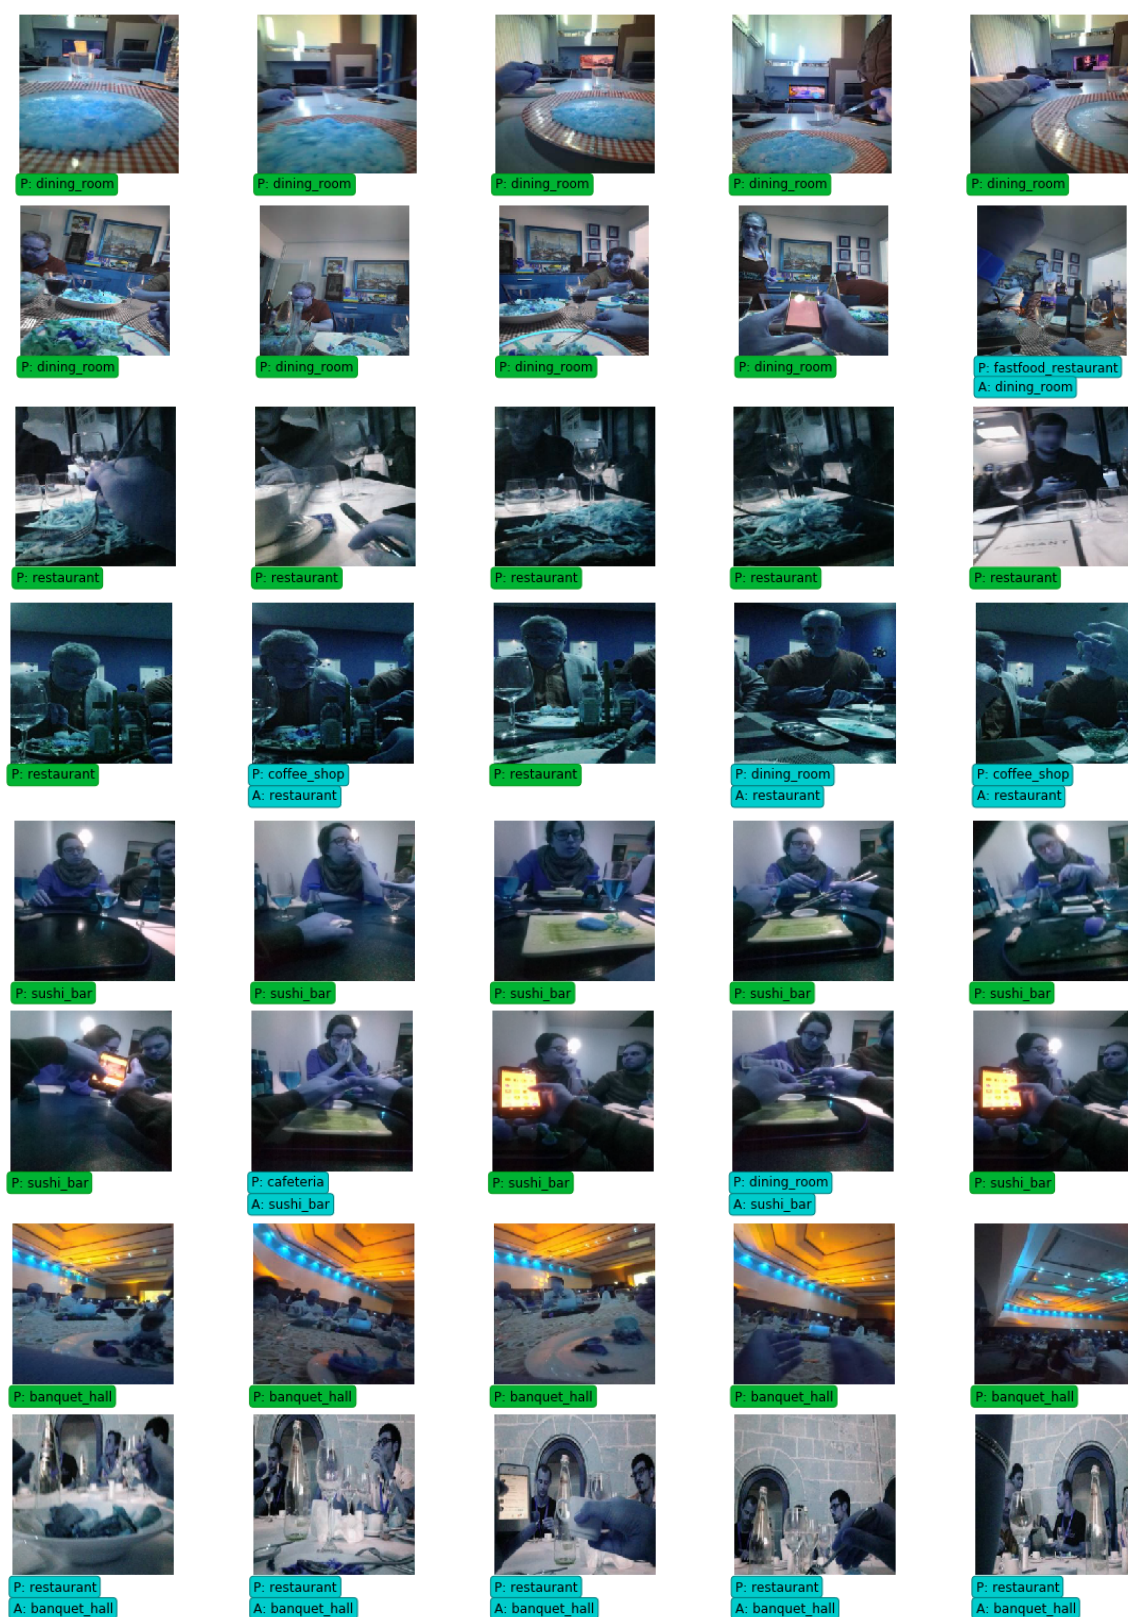 P: dining_room
P: dining_room
P: dining_room
P: dining_room
P: dining_room
P: dining_room
P: dining_room
P: dining_room
P: dining_room
P: fastfood_restaurant
A: dining_room
P: restaurant
P: restaurant
P: restaurant
P: restaurant
FLAMANT
P: restaurant
P: restaurant
P: coffee_shop
A: restaurant
P: restaurant
P: dining_room
A: restaurant
P: coffee_shop
A: restaurant
P: sushi_bar
P: sushi_bar
P: sushi_bar
P: sushi_bar
P: sushi_bar
P: sushi_bar
P: cafeteria
A: sushi_bar
P: sushi_bar
P: dining_room
A: sushi_bar
P: sushi_bar
P: banquet_hall
P: banquet_hall
P: banquet_hall
P: banquet_hall
P: banquet_hall
P: restaurant
A: banquet_hall
P: restaurant
A: banquet_hall
P: restaurant
A: banquet_hall
P: restaurant
A: banquet_hall
P: restaurant
A: banquet_hall